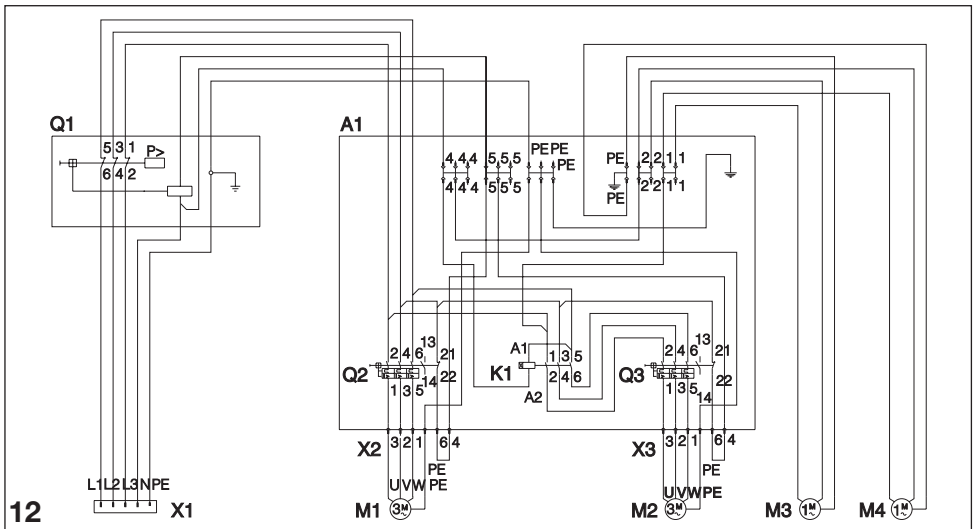 Q1
A1
5 3 1
P>
6 4 2
4 4 4 5 5 5 PE PE
PE
4 4 4 5 5 5
PE 2 2 1 1
2 2 1 1
PE
Q2
2 4 6 13 21
1 3 5 14 22
K1
A1
1 3 5
2 4 6
A2
Q3
2 4 6 13 21
1 3 5 14 22
X2
3 2 1 6 4
PE
U V W PE
X3
3 2 1 6 4
PE
U V W PE
L1 L2 L3 N PE
X1
M1
3 M ~
M2
3 M ~
M3
1 M ~
M4
1 M ~
12